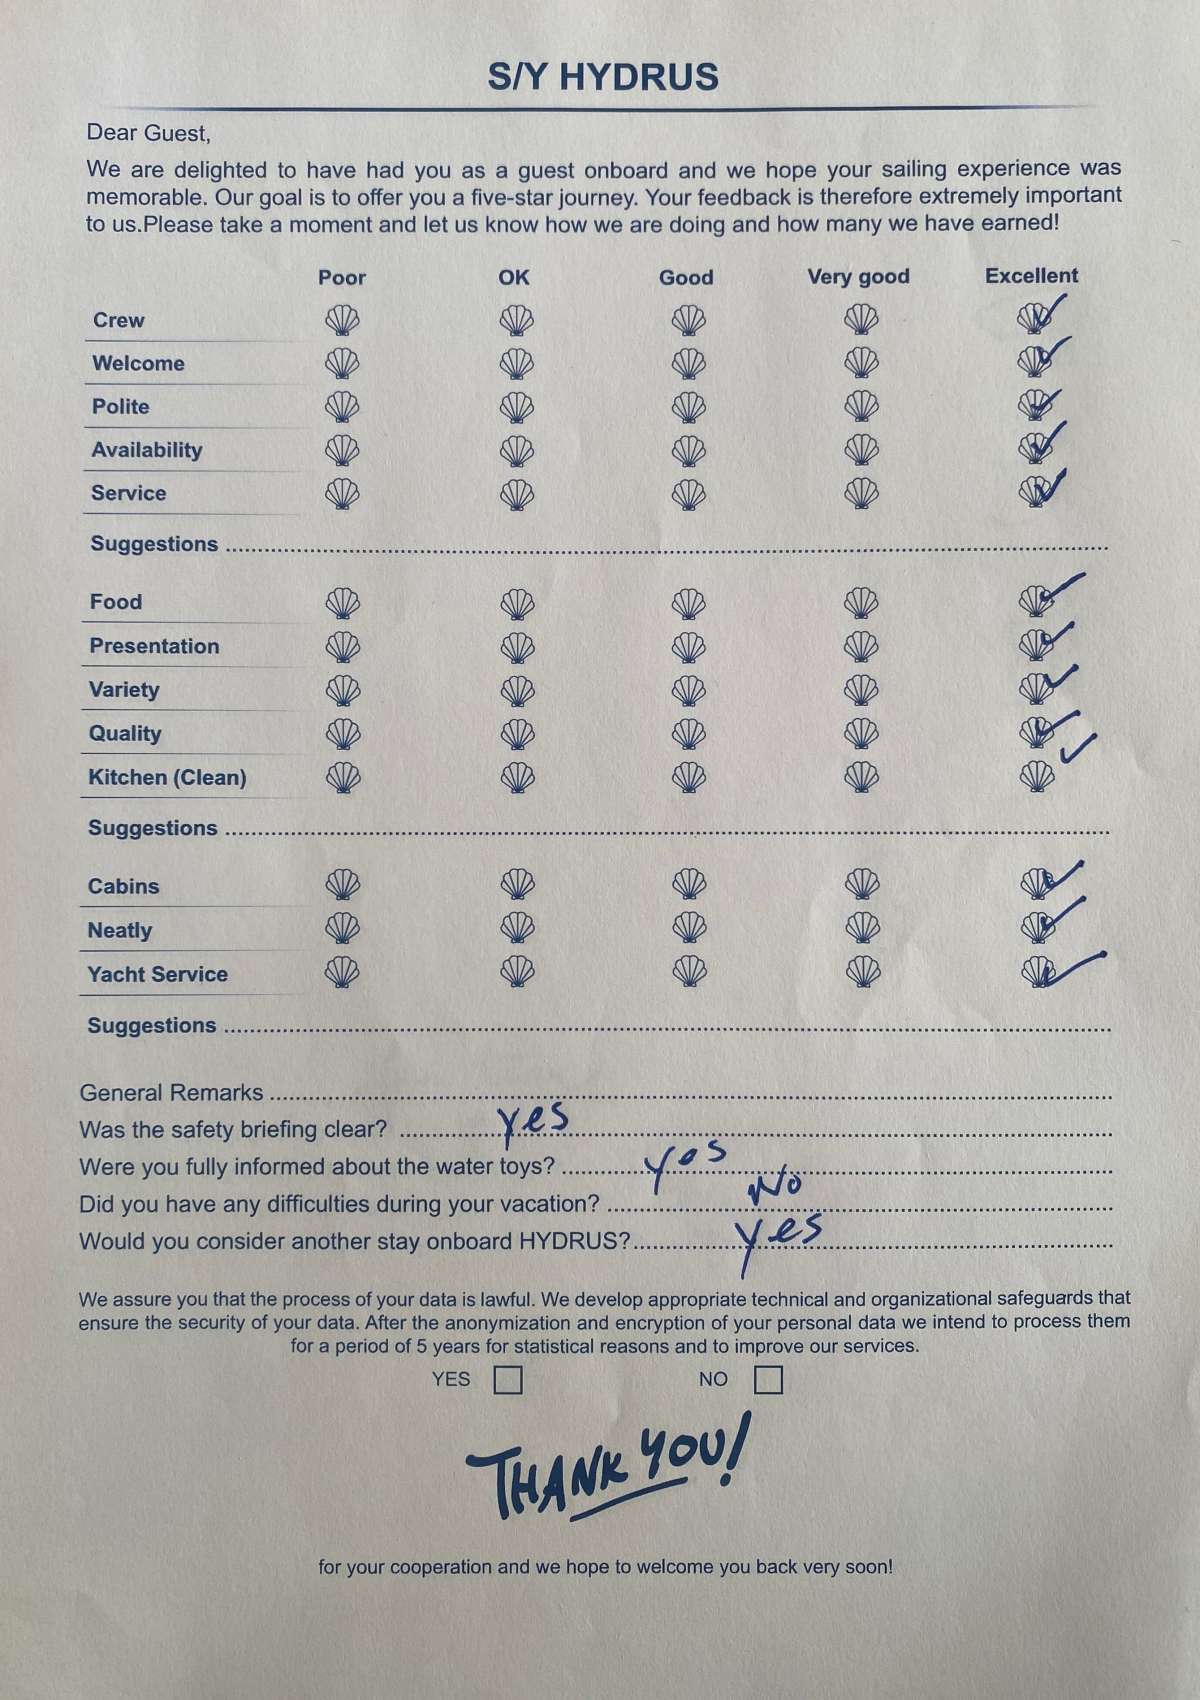 S/Y HYDRUS
Dear Guest,
We are delighted to have had you as a guest onboard and we hope your sailing experience was
memorable. Our goal is to offer you a five-star journey. Your feedback is therefore extremely important
to us.Please take a moment and let us know how we are doing and how many we have earned!
Poor OK Good Very good Excellent
Crew
Welcome
Polite
Availability
Service
Suggestions
Food
Presentation
Variety
Quality
Kitchen (Clean)
Suggestions
Cabins
Neatly
Yacht Service
Suggestions
General Remarks
Was the safety briefing clear? yes
Were you fully informed about the water toys? yes
Did you have any difficulties during your vacation? No
Would you consider another stay onboard HYDRUS? yes
We assure you that the process of your data is lawful. We develop appropriate technical and organizational safeguards that
ensure the security of your data. After the anonymization and encryption of your personal data we intend to process them
for a period of 5 years for statistical reasons and to improve our services.
YES NO
THANK YOU!
for your cooperation and we hope to welcome you back very soon!